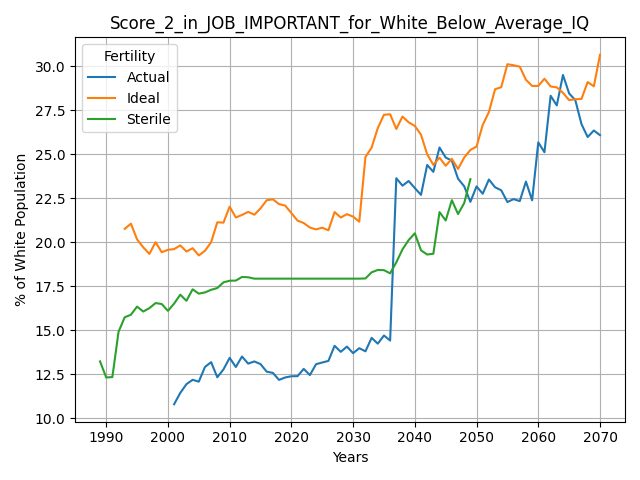 Score_2_in_JOB_IMPORTANT_for_White_Below_Average_IQ
Fertility
Actual
Ideal
Sterile
% of White Population
30.0
27.5
25.0
22.5
20.0
17.5
15.0
12.5
10.0
1990 2000 2010 2020 2030 2040 2050 2060 2070
Years